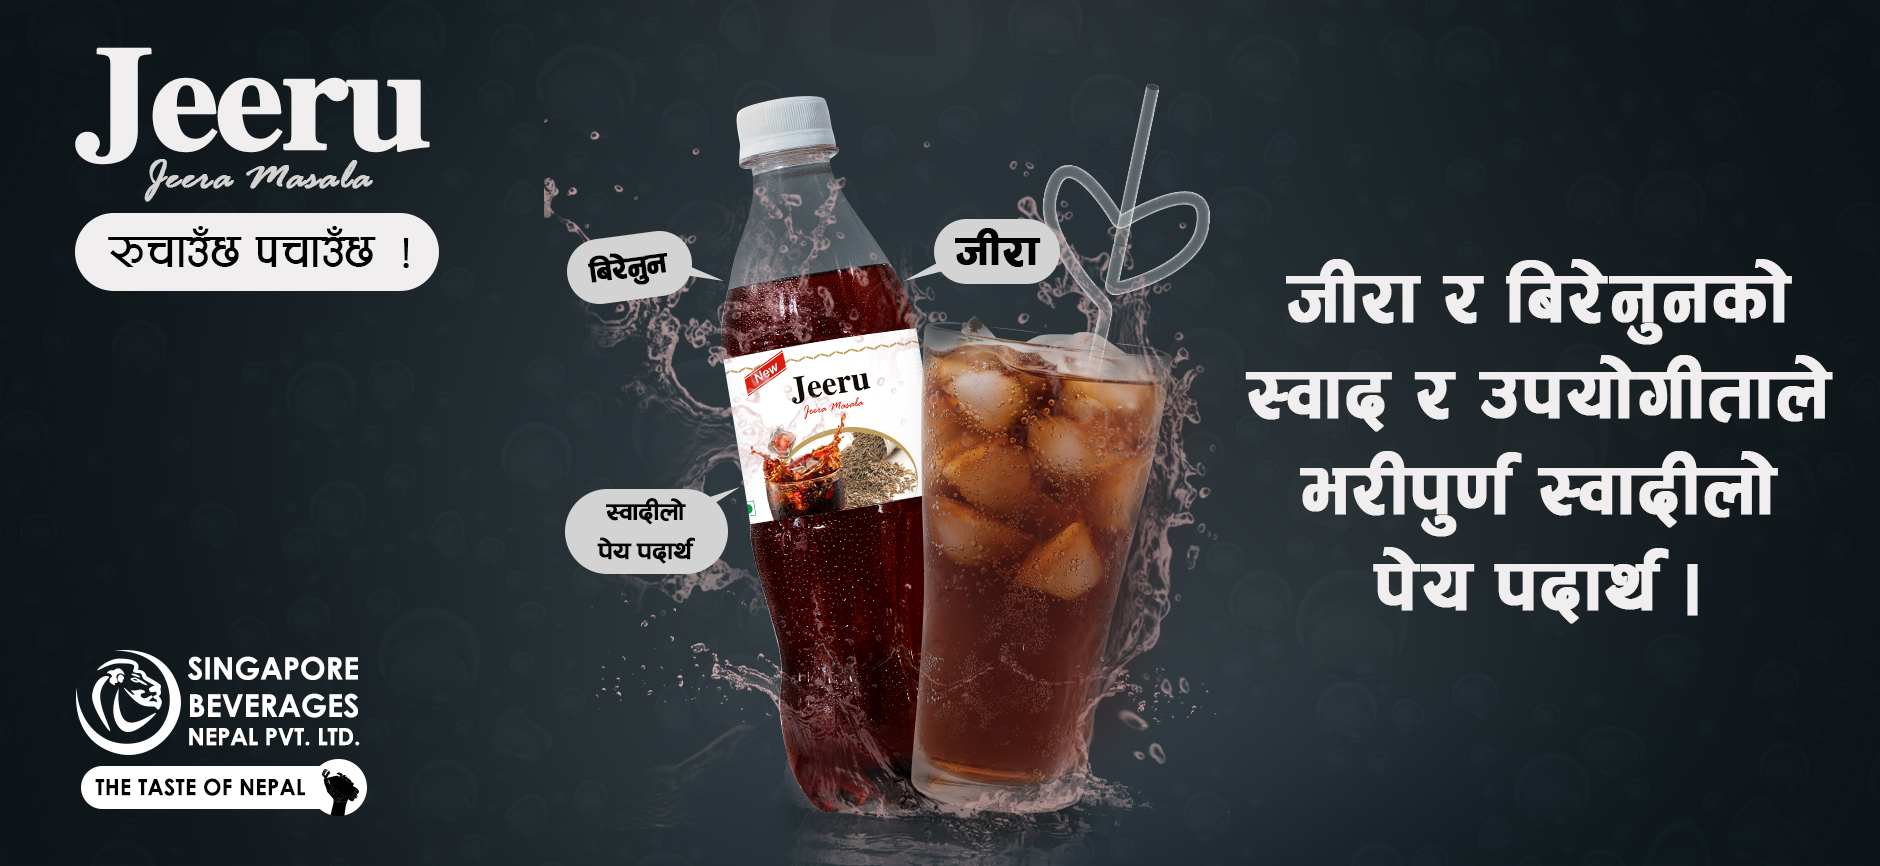 Jeeru
Jeera Masala
रुचाउँछ पचाउँछ !
बिरेनुन
जीरा
New
Jeeru
Jeera Masala
स्वादीलो
पेय पदार्थ
जीरा र बिरेनुनको
स्वाद र उपयोगीताले
भरीपुर्ण स्वादीलो
पेय पदार्थ ।
SINGAPORE
BEVERAGES
NEPAL PVT. LTD.
THE TASTE OF NEPAL